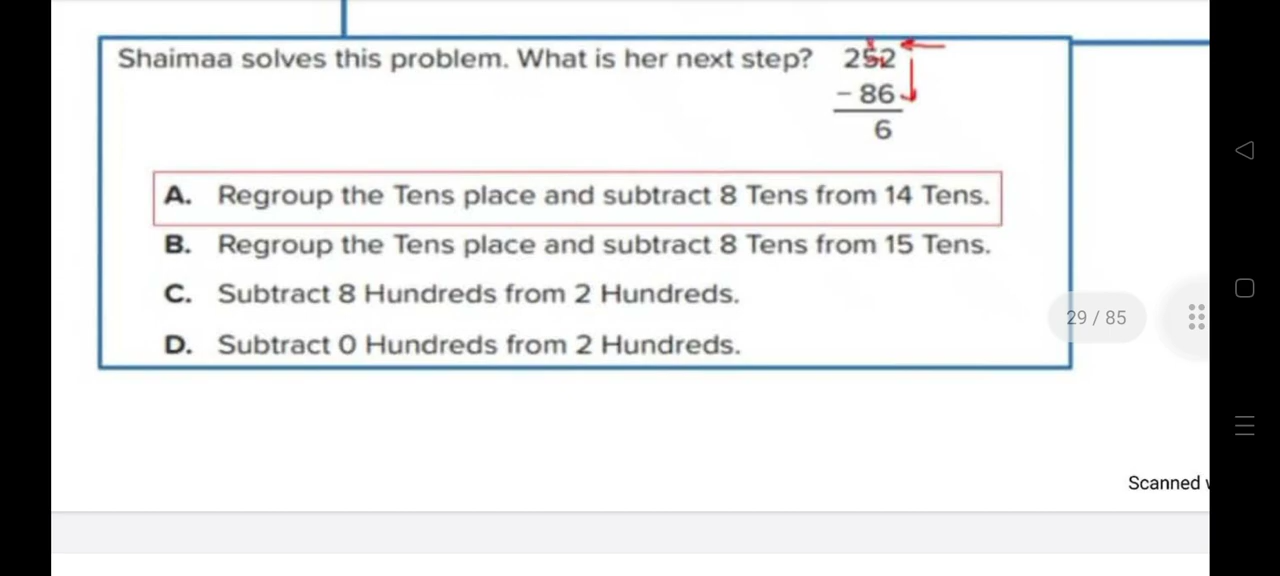 Shaimaa solves this problem. What is her next step? 252
− 86
6
A. Regroup the Tens place and subtract 8 Tens from 14 Tens.
B. Regroup the Tens place and subtract 8 Tens from 15 Tens.
C. Subtract 8 Hundreds from 2 Hundreds.
29 / 85
D. Subtract 0 Hundreds from 2 Hundreds.
Scanned